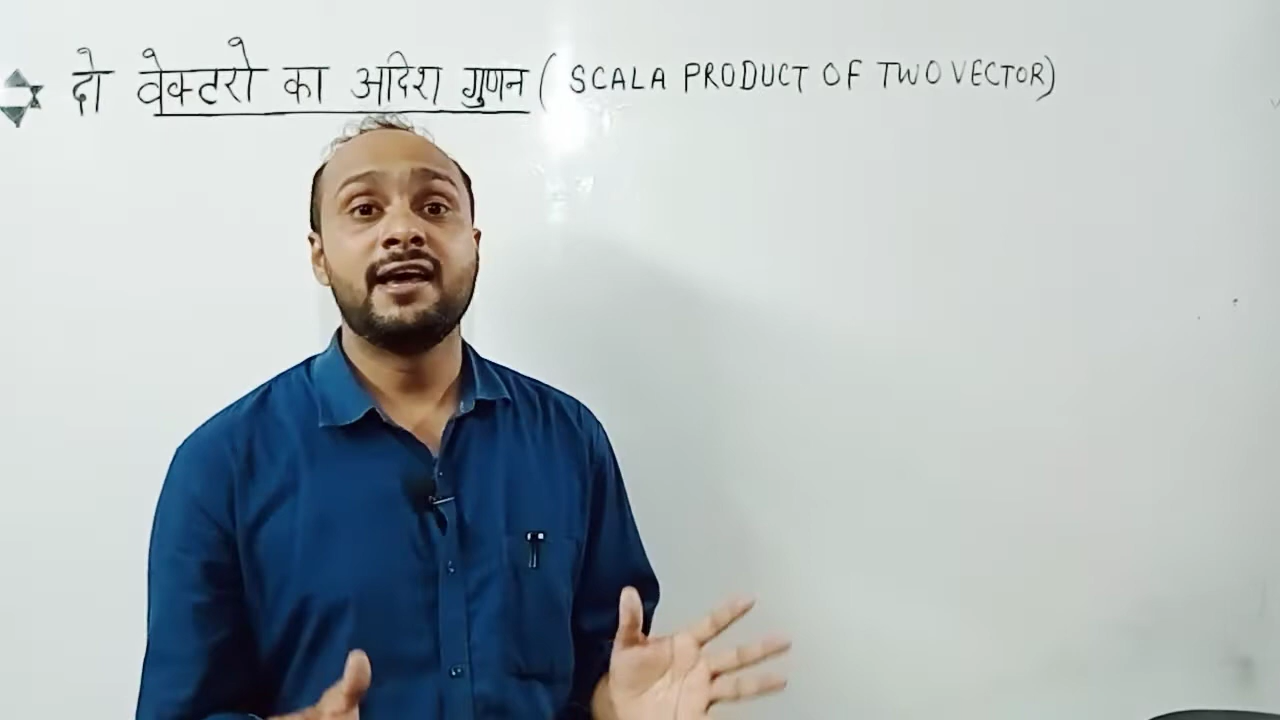 दो वेक्टरो का अदिश गुणन ( SCALA PRODUCT OF TWO VECTOR)